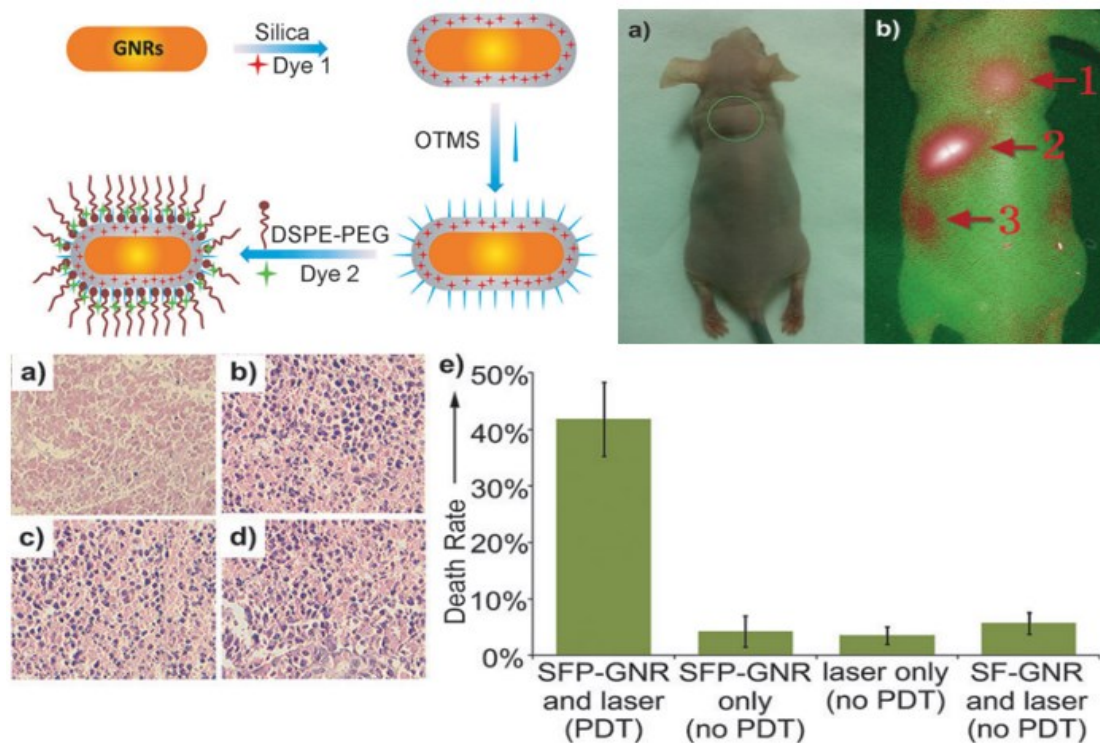 GNRs
Silica
Dye 1
OTMS
DSPE-PEG
Dye 2
a)
b)
1
2
3
a)
b)
c)
d)
e)
50%
40%
30%
20%
10%
0%
Death Rate
SFP-GNR
and laser
(PDT)
SFP-GNR
only
(no PDT)
laser only
(no PDT)
SF-GNR
and laser
(no PDT)